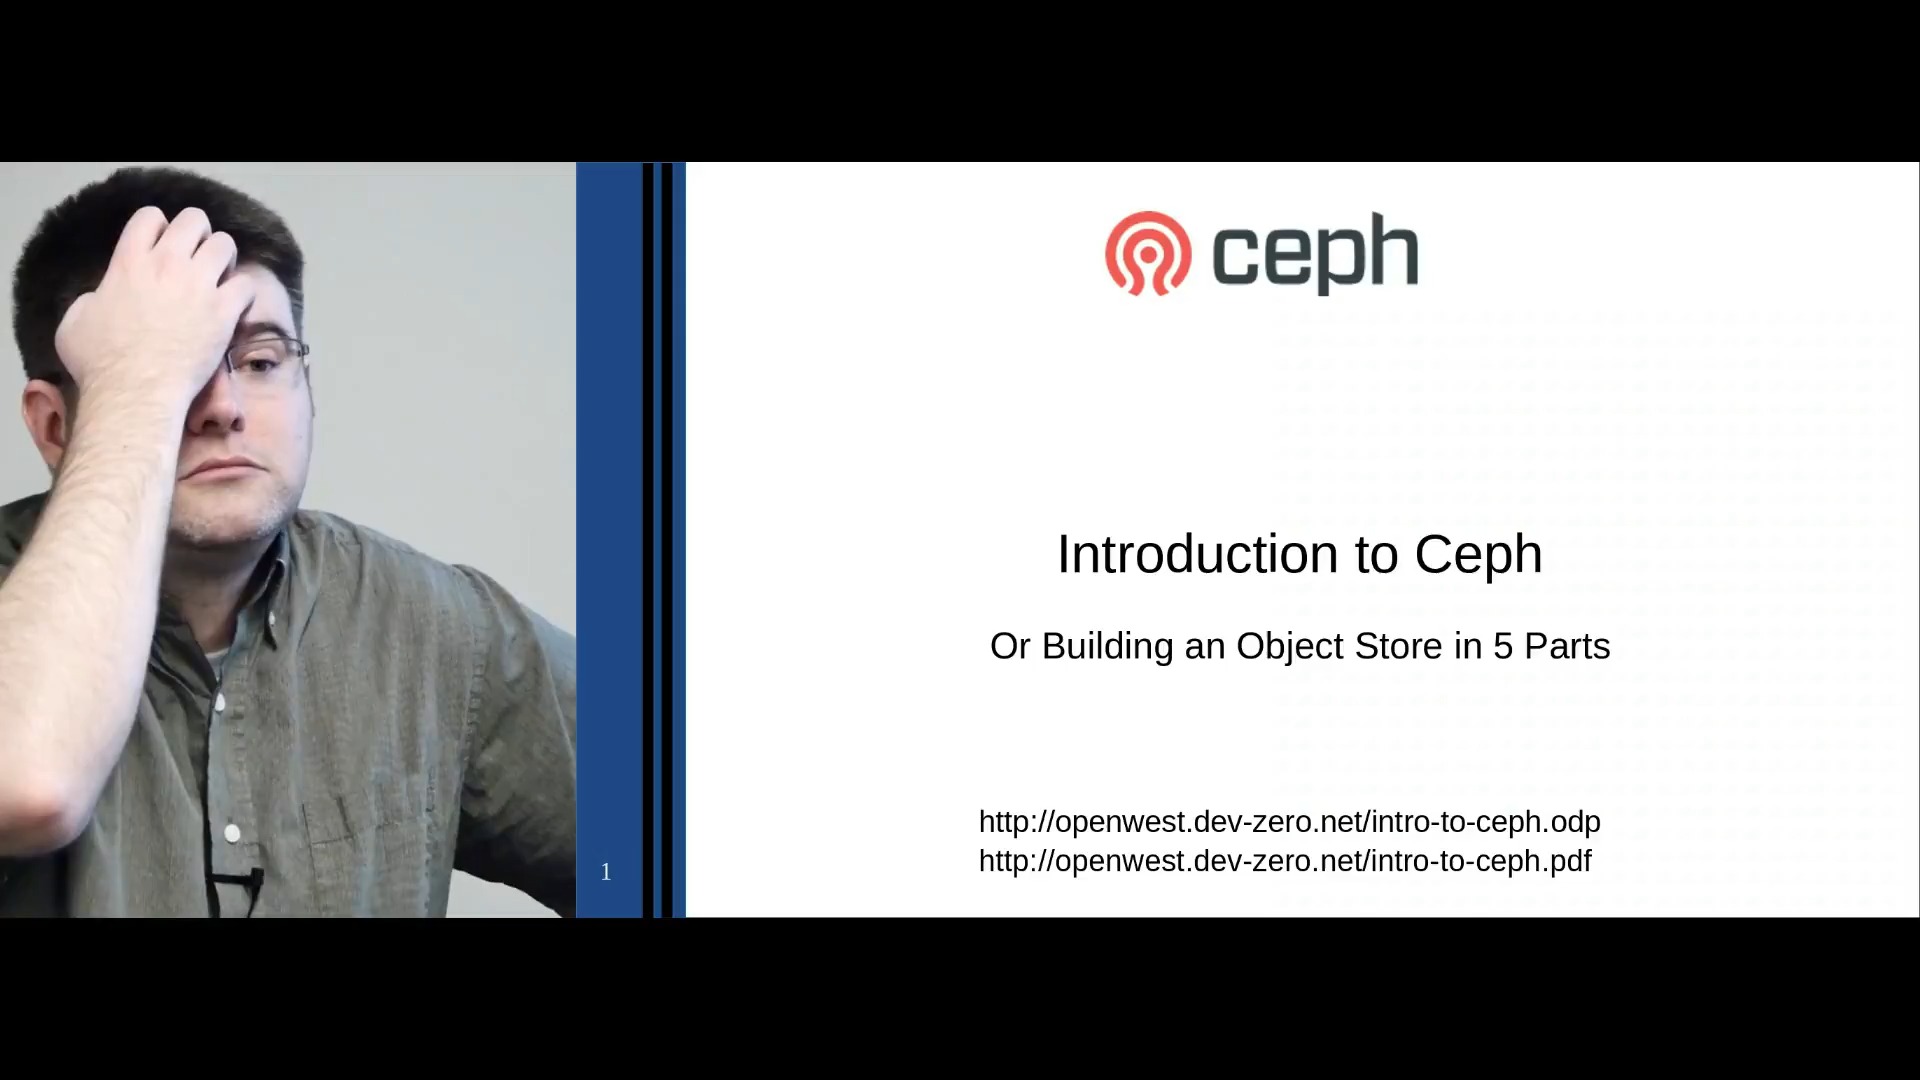 ceph
Introduction to Ceph
Or Building an Object Store in 5 Parts
http://openwest.dev-zero.net/intro-to-ceph.odp
http://openwest.dev-zero.net/intro-to-ceph.pdf
1